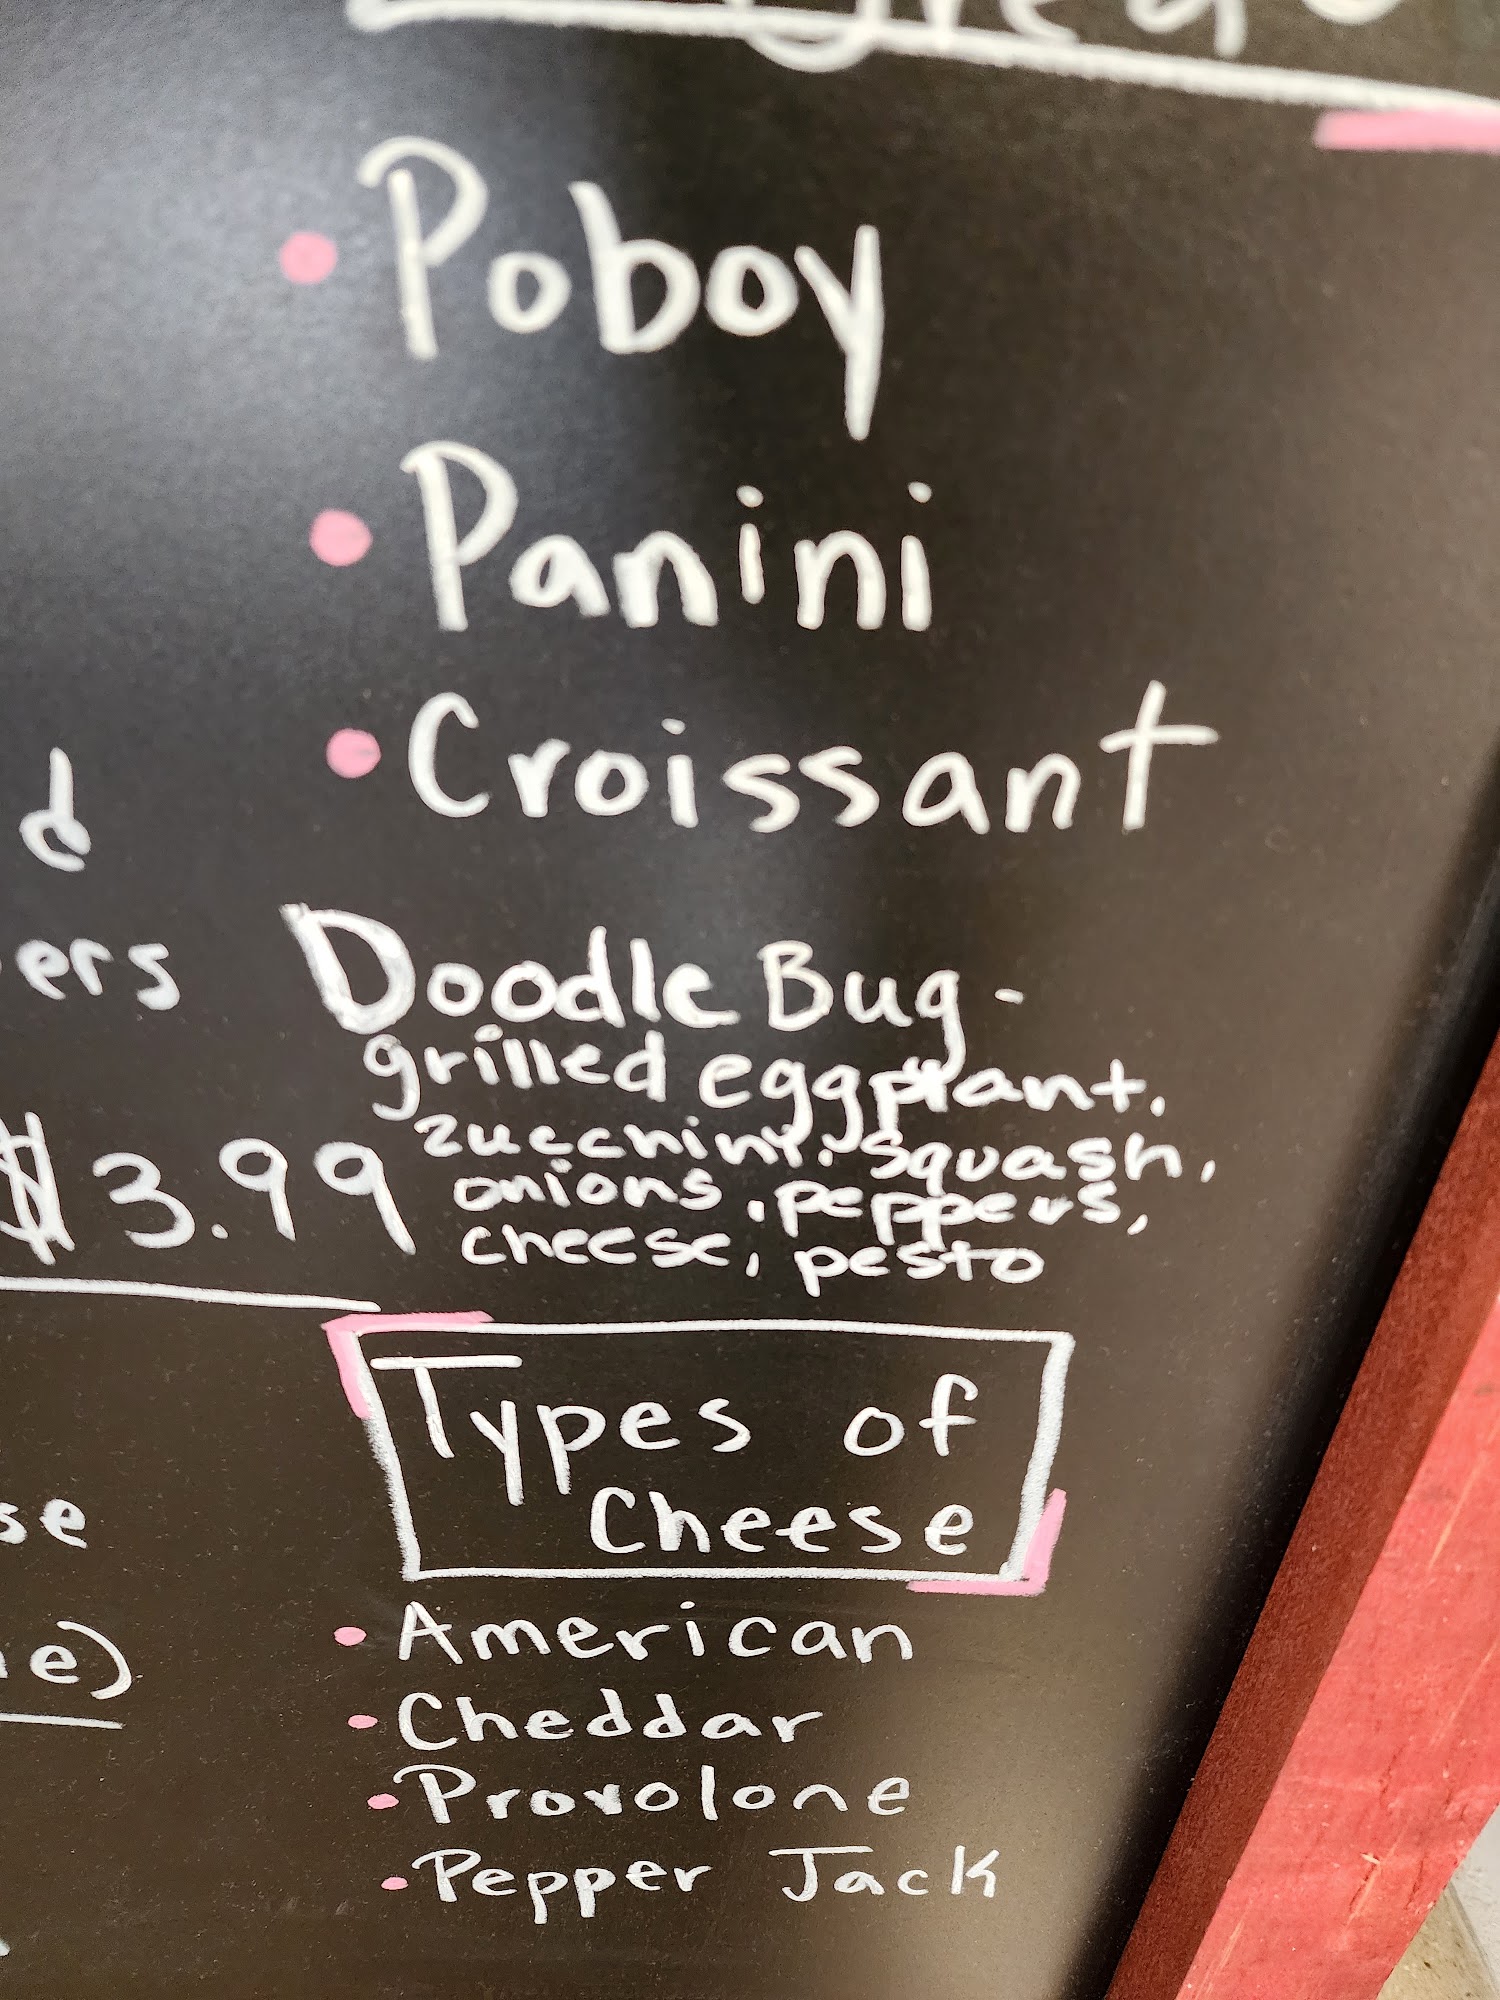 Bread
• Poboy
• Panini
• Croissant
Doodle Bug -
grilled eggplant,
zucchini, squash,
onions, peppers,
cheese, pesto
$3.99
Types of
Cheese
• American
• Cheddar
• Provolone
• Pepper Jack
d
ers
se
e)